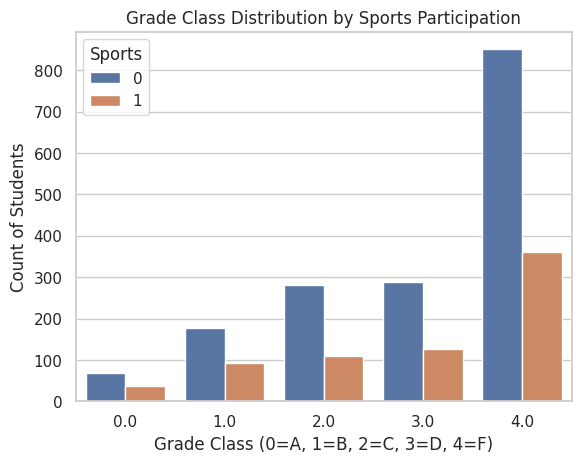 Grade Class Distribution by Sports Participation
Sports
0
1
Count of Students
800
700
600
500
400
300
200
100
0
0.0 1.0 2.0 3.0 4.0
Grade Class (0=A, 1=B, 2=C, 3=D, 4=F)